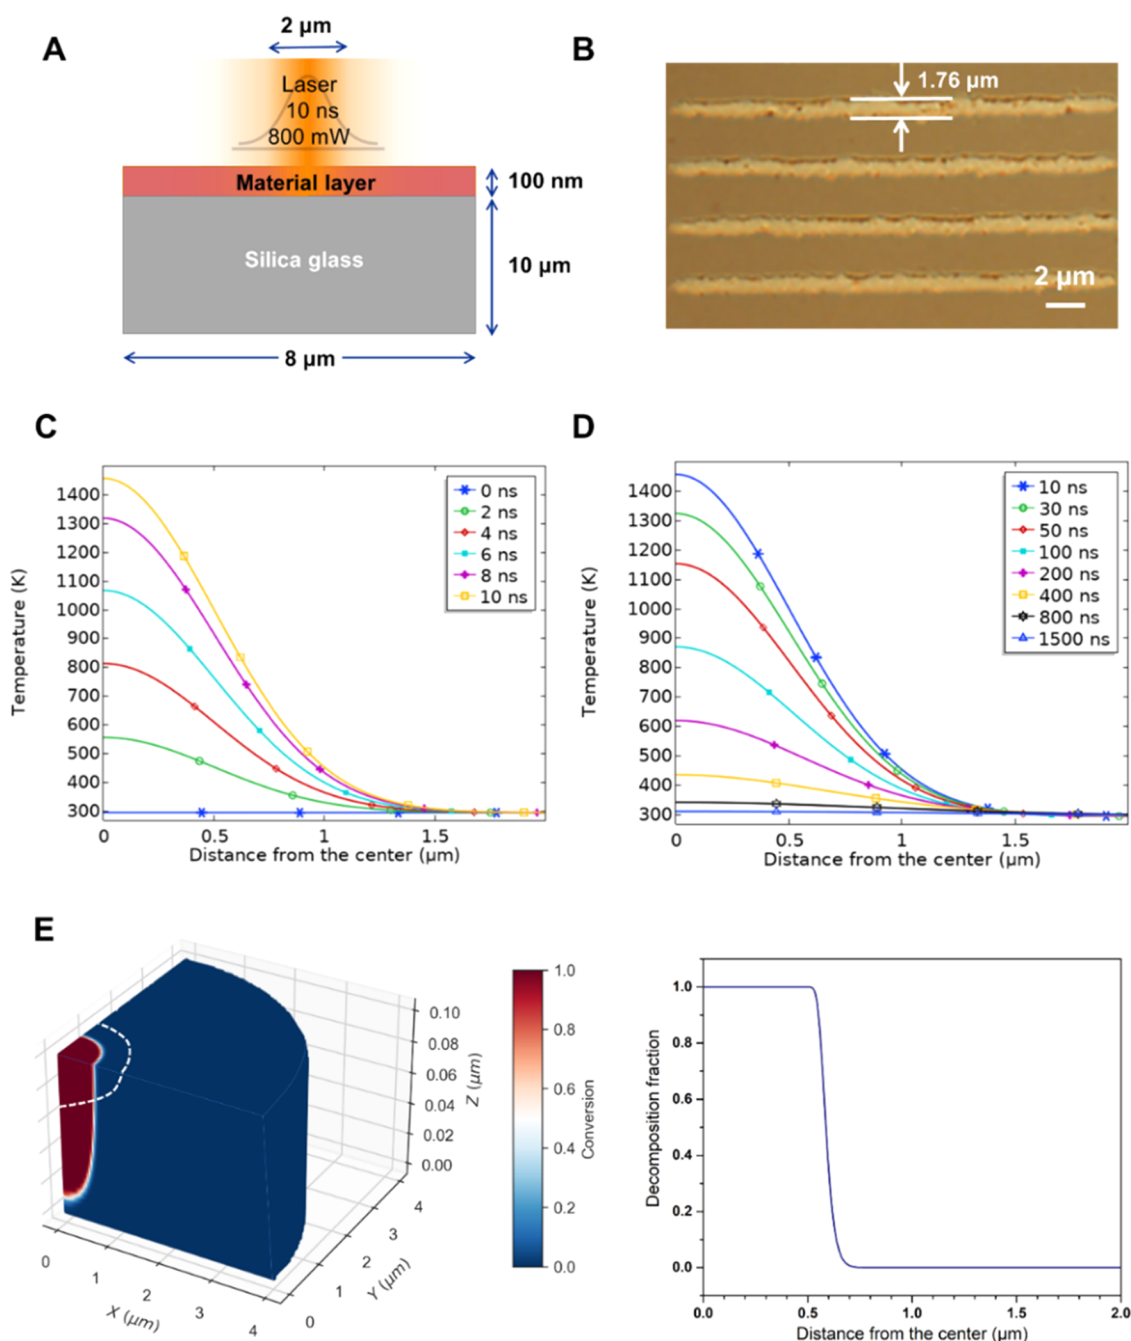 A
2 µm
Laser
10 ns
800 mW
Material layer
100 nm
Silica glass
10 µm
8 µm
B
1.76 µm
2 µm
C
1400
1300
1200
1100
1000
900
800
700
600
500
400
300
0
0.5
1
1.5
Temperature (K)
Distance from the center (µm)
0 ns
2 ns
4 ns
6 ns
8 ns
10 ns
D
1400
1300
1200
1100
1000
900
800
700
600
500
400
300
0
0.5
1
1.5
Temperature (K)
Distance from the center (µm)
10 ns
30 ns
50 ns
100 ns
200 ns
400 ns
800 ns
1500 ns
E
0.10
0.08
0.06
0.04
0.02
0.00
Z (µm)
0
1
2
3
4
X (µm)
0
1
2
3
4
Y (µm)
1.0
0.8
0.6
0.4
0.2
0.0
Conversion
1.0
0.8
0.6
0.4
0.2
0.0
Decomposition fraction
0.0
0.5
1.0
1.5
2.0
Distance from the center (µm)